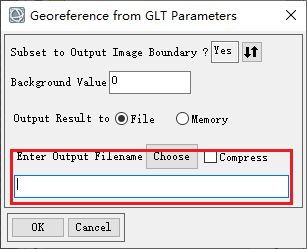 Georeference from GLT Parameters
Subset to Output Image Boundary ? Yes
Background Value 0
Output Result to File Memory
Enter Output Filename Choose Compress
OK Cancel